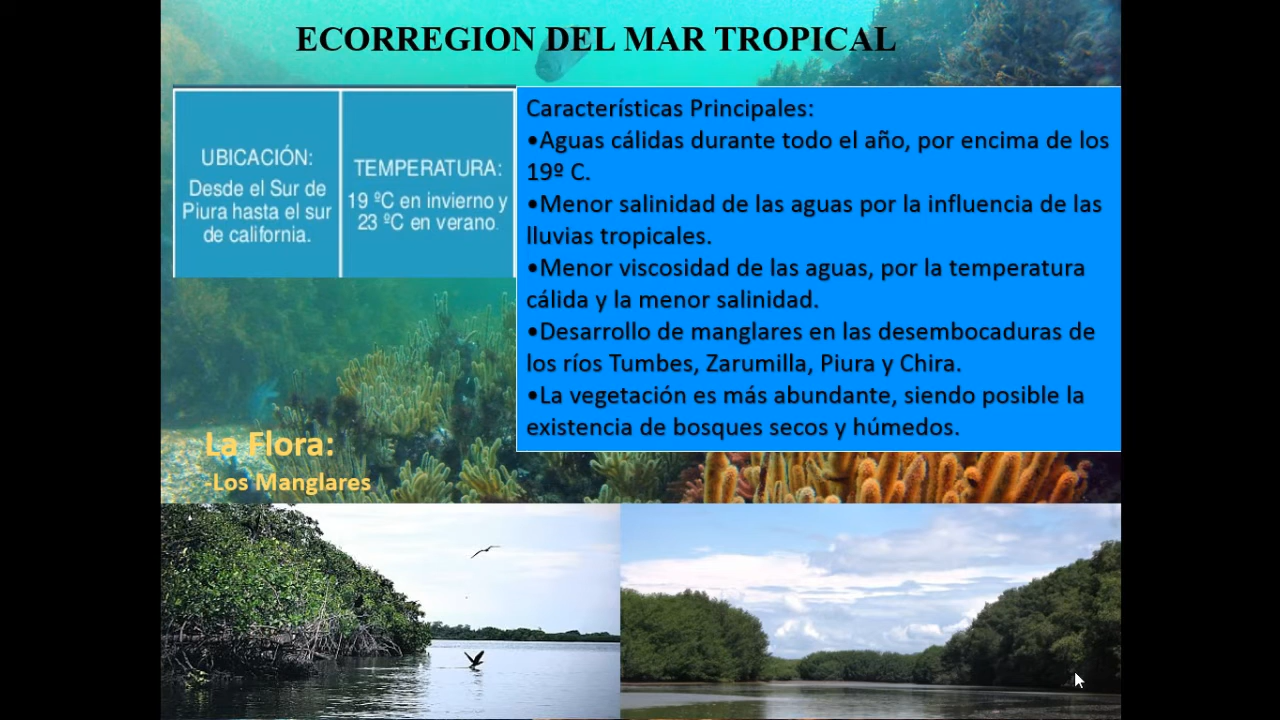 ECORREGION DEL MAR TROPICAL
UBICACIÓN:
Desde el Sur de
Piura hasta el sur
de california.
TEMPERATURA:
19 ºC en invierno y
23 ºC en verano.
Características Principales:
•Aguas cálidas durante todo el año, por encima de los
19º C.
•Menor salinidad de las aguas por la influencia de las
lluvias tropicales.
•Menor viscosidad de las aguas, por la temperatura
cálida y la menor salinidad.
•Desarrollo de manglares en las desembocaduras de
los ríos Tumbes, Zarumilla, Piura y Chira.
•La vegetación es más abundante, siendo posible la
existencia de bosques secos y húmedos.
La Flora:
-Los Manglares